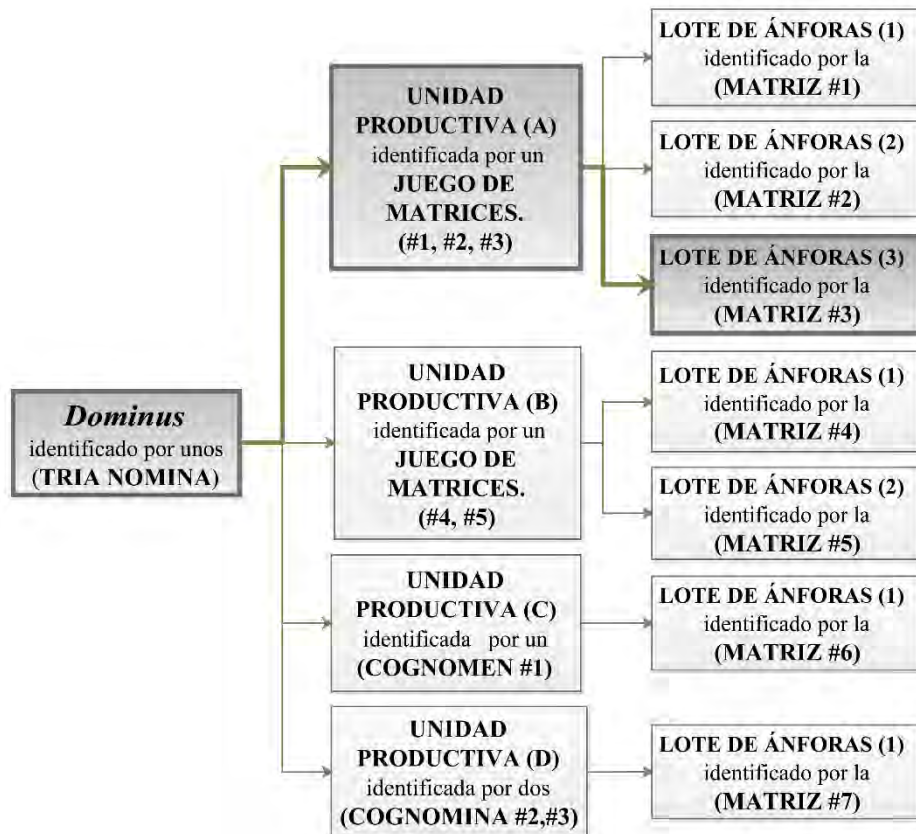 Dominus
identificado por unos
(TRIA NOMINA)
UNIDAD
PRODUCTIVA (A)
identificada por un
JUEGO DE
MATRICES.
(#1, #2, #3)
LOTE DE ÁNFORAS (1)
identificado por la
(MATRIZ #1)
LOTE DE ÁNFORAS (2)
identificado por la
(MATRIZ #2)
LOTE DE ÁNFORAS (3)
identificado por la
(MATRIZ #3)
UNIDAD
PRODUCTIVA (B)
identificada por un
JUEGO DE
MATRICES.
(#4, #5)
LOTE DE ÁNFORAS (1)
identificado por la
(MATRIZ #4)
LOTE DE ÁNFORAS (2)
identificado por la
(MATRIZ #5)
UNIDAD
PRODUCTIVA (C)
identificada por un
(COGNOMEN #1)
LOTE DE ÁNFORAS (1)
identificado por la
(MATRIZ #6)
UNIDAD
PRODUCTIVA (D)
identificada por dos
(COGNOMINA #2,#3)
LOTE DE ÁNFORAS (1)
identificado por la
(MATRIZ #7)